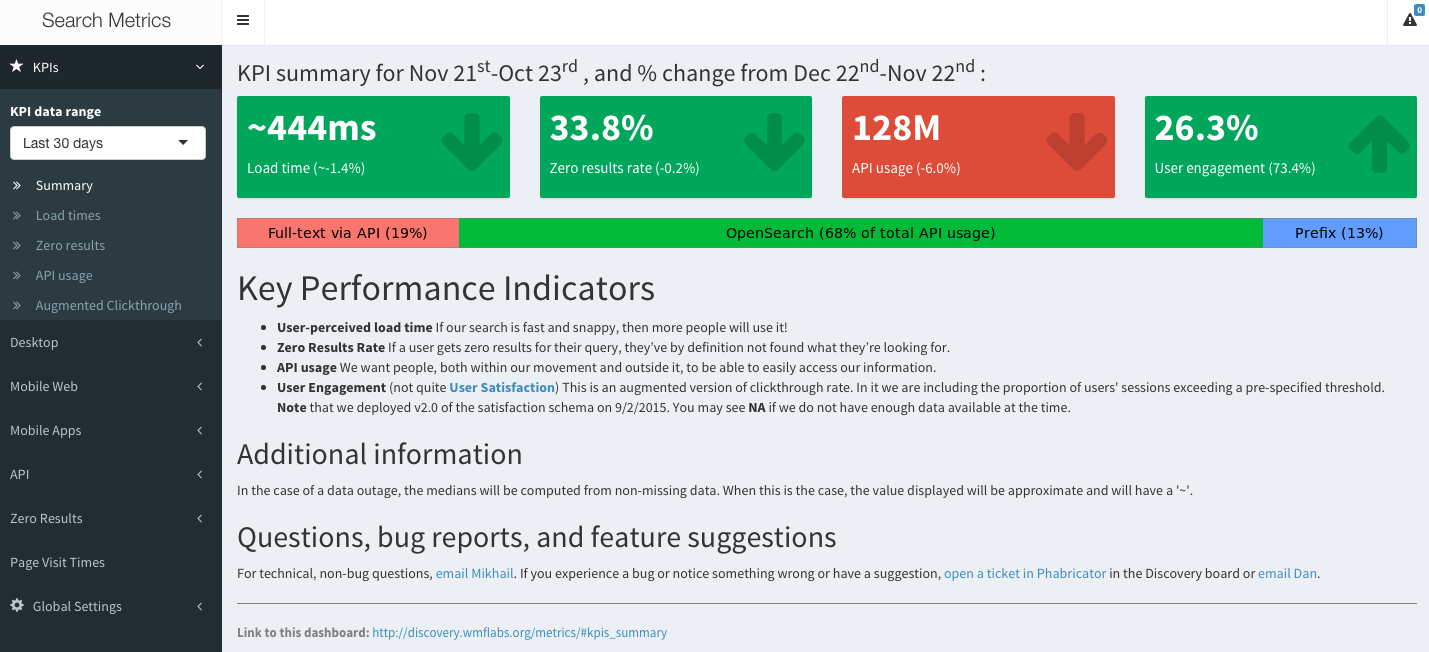 Search Metrics
0
KPIs
KPI data range
Last 30 days
Summary
Load times
Zero results
API usage
Augmented Clickthrough
Desktop
Mobile Web
Mobile Apps
API
Zero Results
Page Visit Times
Global Settings
KPI summary for Nov 21st-Oct 23rd , and % change from Dec 22nd-Nov 22nd :
~444ms
Load time (~-1.4%)
33.8%
Zero results rate (-0.2%)
128M
API usage (-6.0%)
26.3%
User engagement (73.4%)
Full-text via API (19%)
OpenSearch (68% of total API usage)
Prefix (13%)
Key Performance Indicators
User-perceived load time If our search is fast and snappy, then more people will use it!
Zero Results Rate If a user gets zero results for their query, they've by definition not found what they're looking for.
API usage We want people, both within our movement and outside it, to be able to easily access our information.
User Engagement (not quite User Satisfaction) This is an augmented version of clickthrough rate. In it we are including the proportion of users' sessions exceeding a pre-specified threshold.
Note that we deployed v2.0 of the satisfaction schema on 9/2/2015. You may see NA if we do not have enough data available at the time.
Additional information
In the case of a data outage, the medians will be computed from non-missing data. When this is the case, the value displayed will be approximate and will have a '~'.
Questions, bug reports, and feature suggestions
For technical, non-bug questions, email Mikhail. If you experience a bug or notice something wrong or have a suggestion, open a ticket in Phabricator in the Discovery board or email Dan.
Link to this dashboard: http://discovery.wmflabs.org/metrics/#kpis_summary